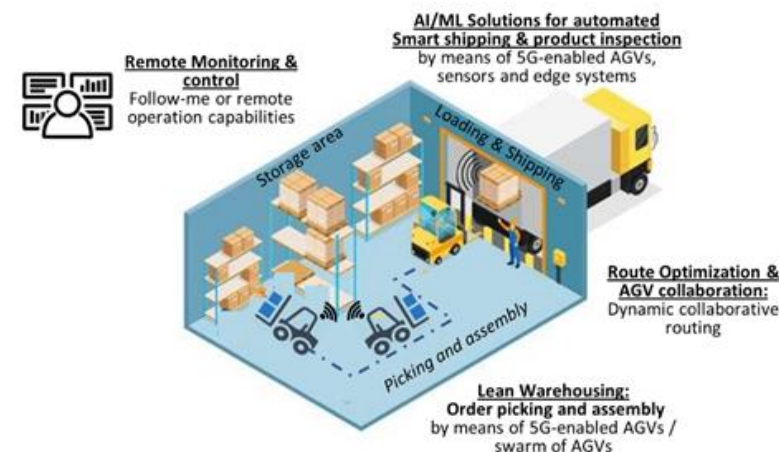 AI/ML Solutions for automated
Smart shipping & product inspection
by means of 5G-enabled AGVs,
sensors and edge systems
Remote Monitoring &
control
Follow-me or remote
operation capabilities
Storage area
Loading & Shipping
Picking and assembly
Route Optimization &
AGV collaboration:
Dynamic collaborative
routing
Lean Warehousing:
Order picking and assembly
by means of 5G-enabled AGVs /
swarm of AGVs